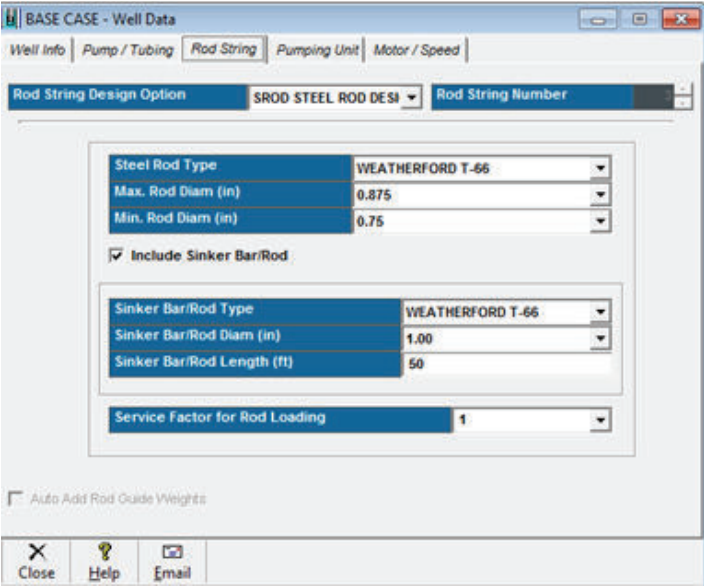 BASE CASE - Well Data
Well Info Pump / Tubing Rod String Pumping Unit Motor / Speed
Rod String Design Option SROD STEEL ROD DESI Rod String Number
Steel Rod Type WEATHERFORD T-66
Max. Rod Diam (in) 0.875
Min. Rod Diam (in) 0.75
Include Sinker Bar/Rod
Sinker Bar/Rod Type WEATHERFORD T-66
Sinker Bar/Rod Diam (in) 1.00
Sinker Bar/Rod Length (ft) 50
Service Factor for Rod Loading 1
Auto Add Rod Guide Weights
Close Help Email